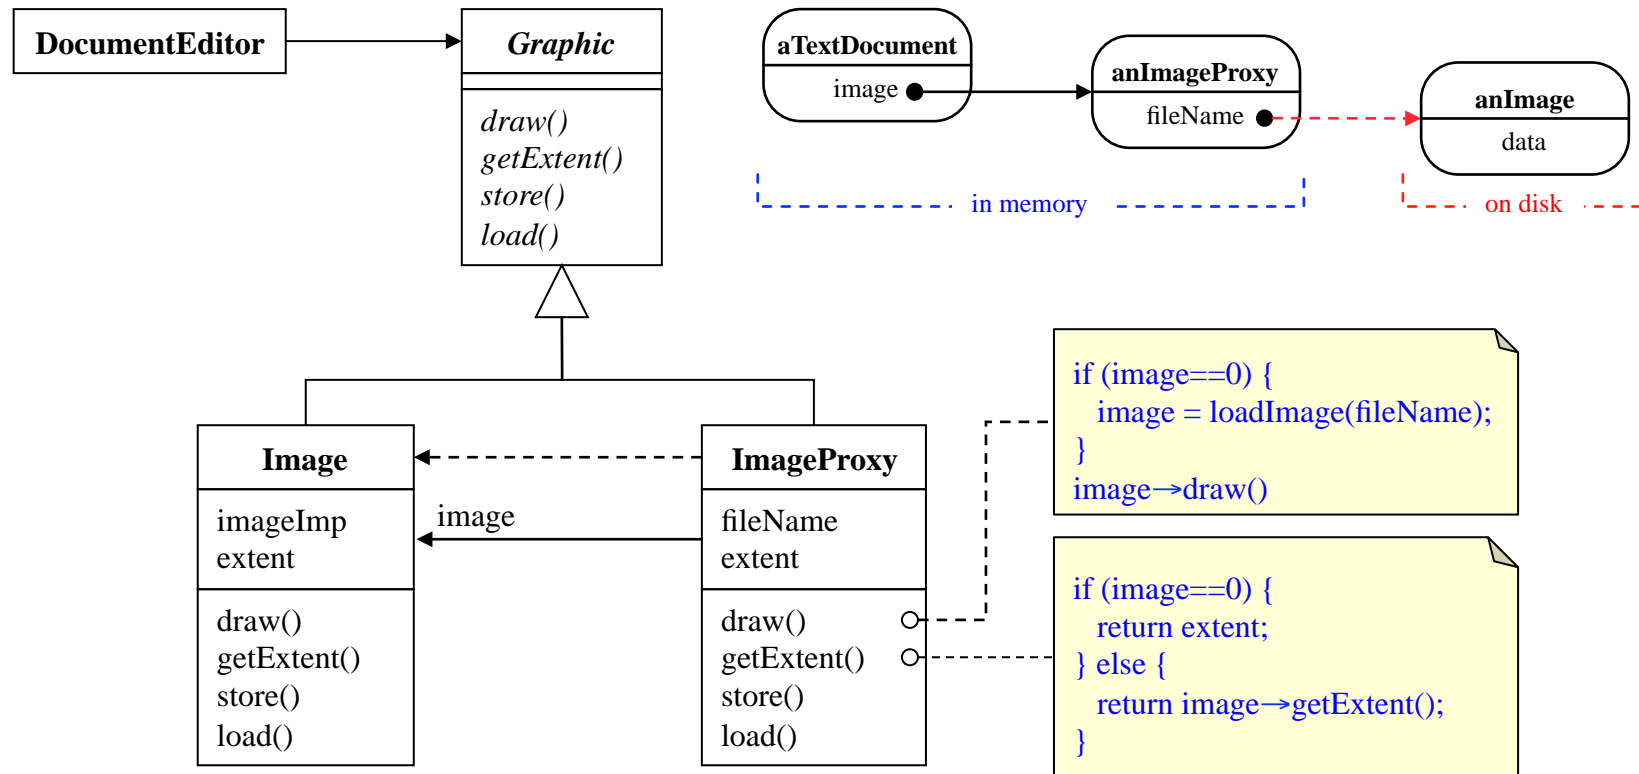 DocumentEditor
Graphic
draw()
getExtent()
store()
load()
aTextDocument
image
anImageProxy
fileName
anImage
data
in memory
on disk
Image
imageImp
extent
draw()
getExtent()
store()
load()
image
ImageProxy
fileName
extent
draw()
getExtent()
store()
load()
if (image==0) {
image = loadImage(fileName);
}
image→draw()
if (image==0) {
return extent;
} else {
return image→getExtent();
}